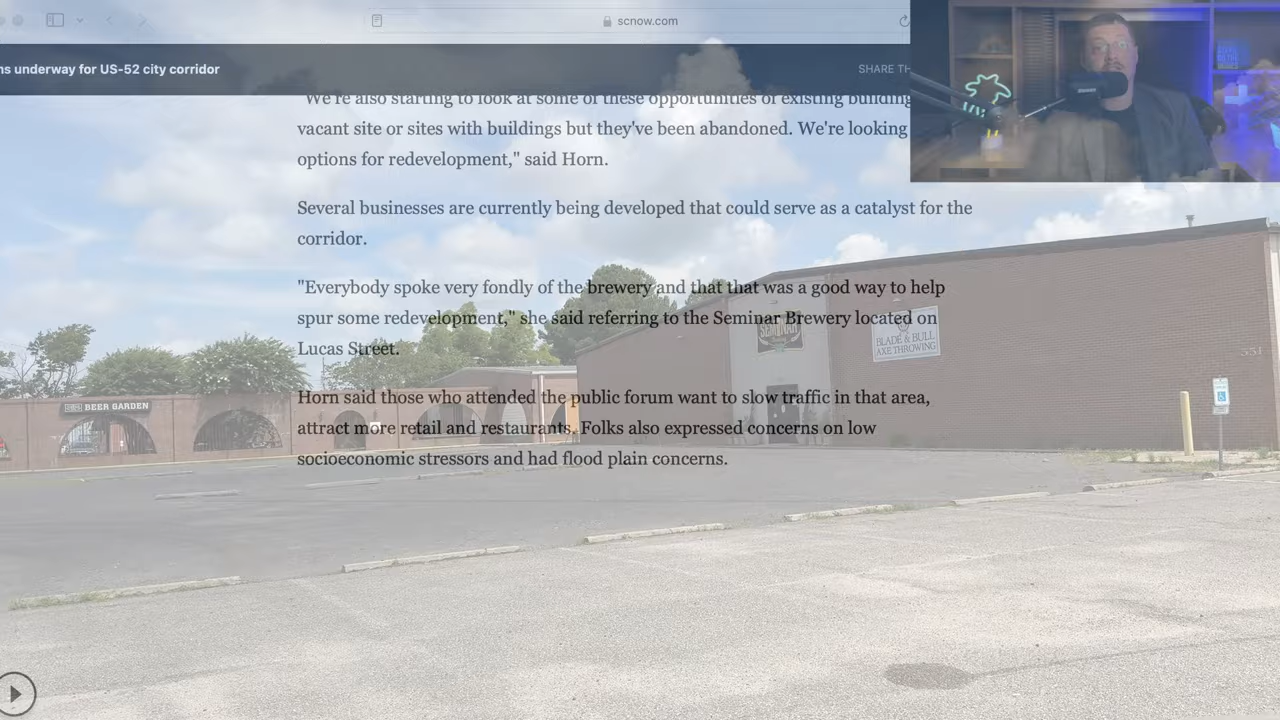 scnow.com
ns underway for US-52 city corridor
SHARE TH
"We're also starting to look at some of these opportunities of existing building
vacant site or sites with buildings but they've been abandoned. We're looking
options for redevelopment," said Horn.
Several businesses are currently being developed that could serve as a catalyst for the
corridor.
"Everybody spoke very fondly of the brewery and that that was a good way to help
spur some redevelopment," she said referring to the Seminar Brewery located on
Lucas Street.
SEMINAR
BLADE & BULL
AXE THROWING
551
BEER GARDEN
Horn said those who attended the public forum want to slow traffic in that area,
attract more retail and restaurants. Folks also expressed concerns on low
socioeconomic stressors and had flood plain concerns.